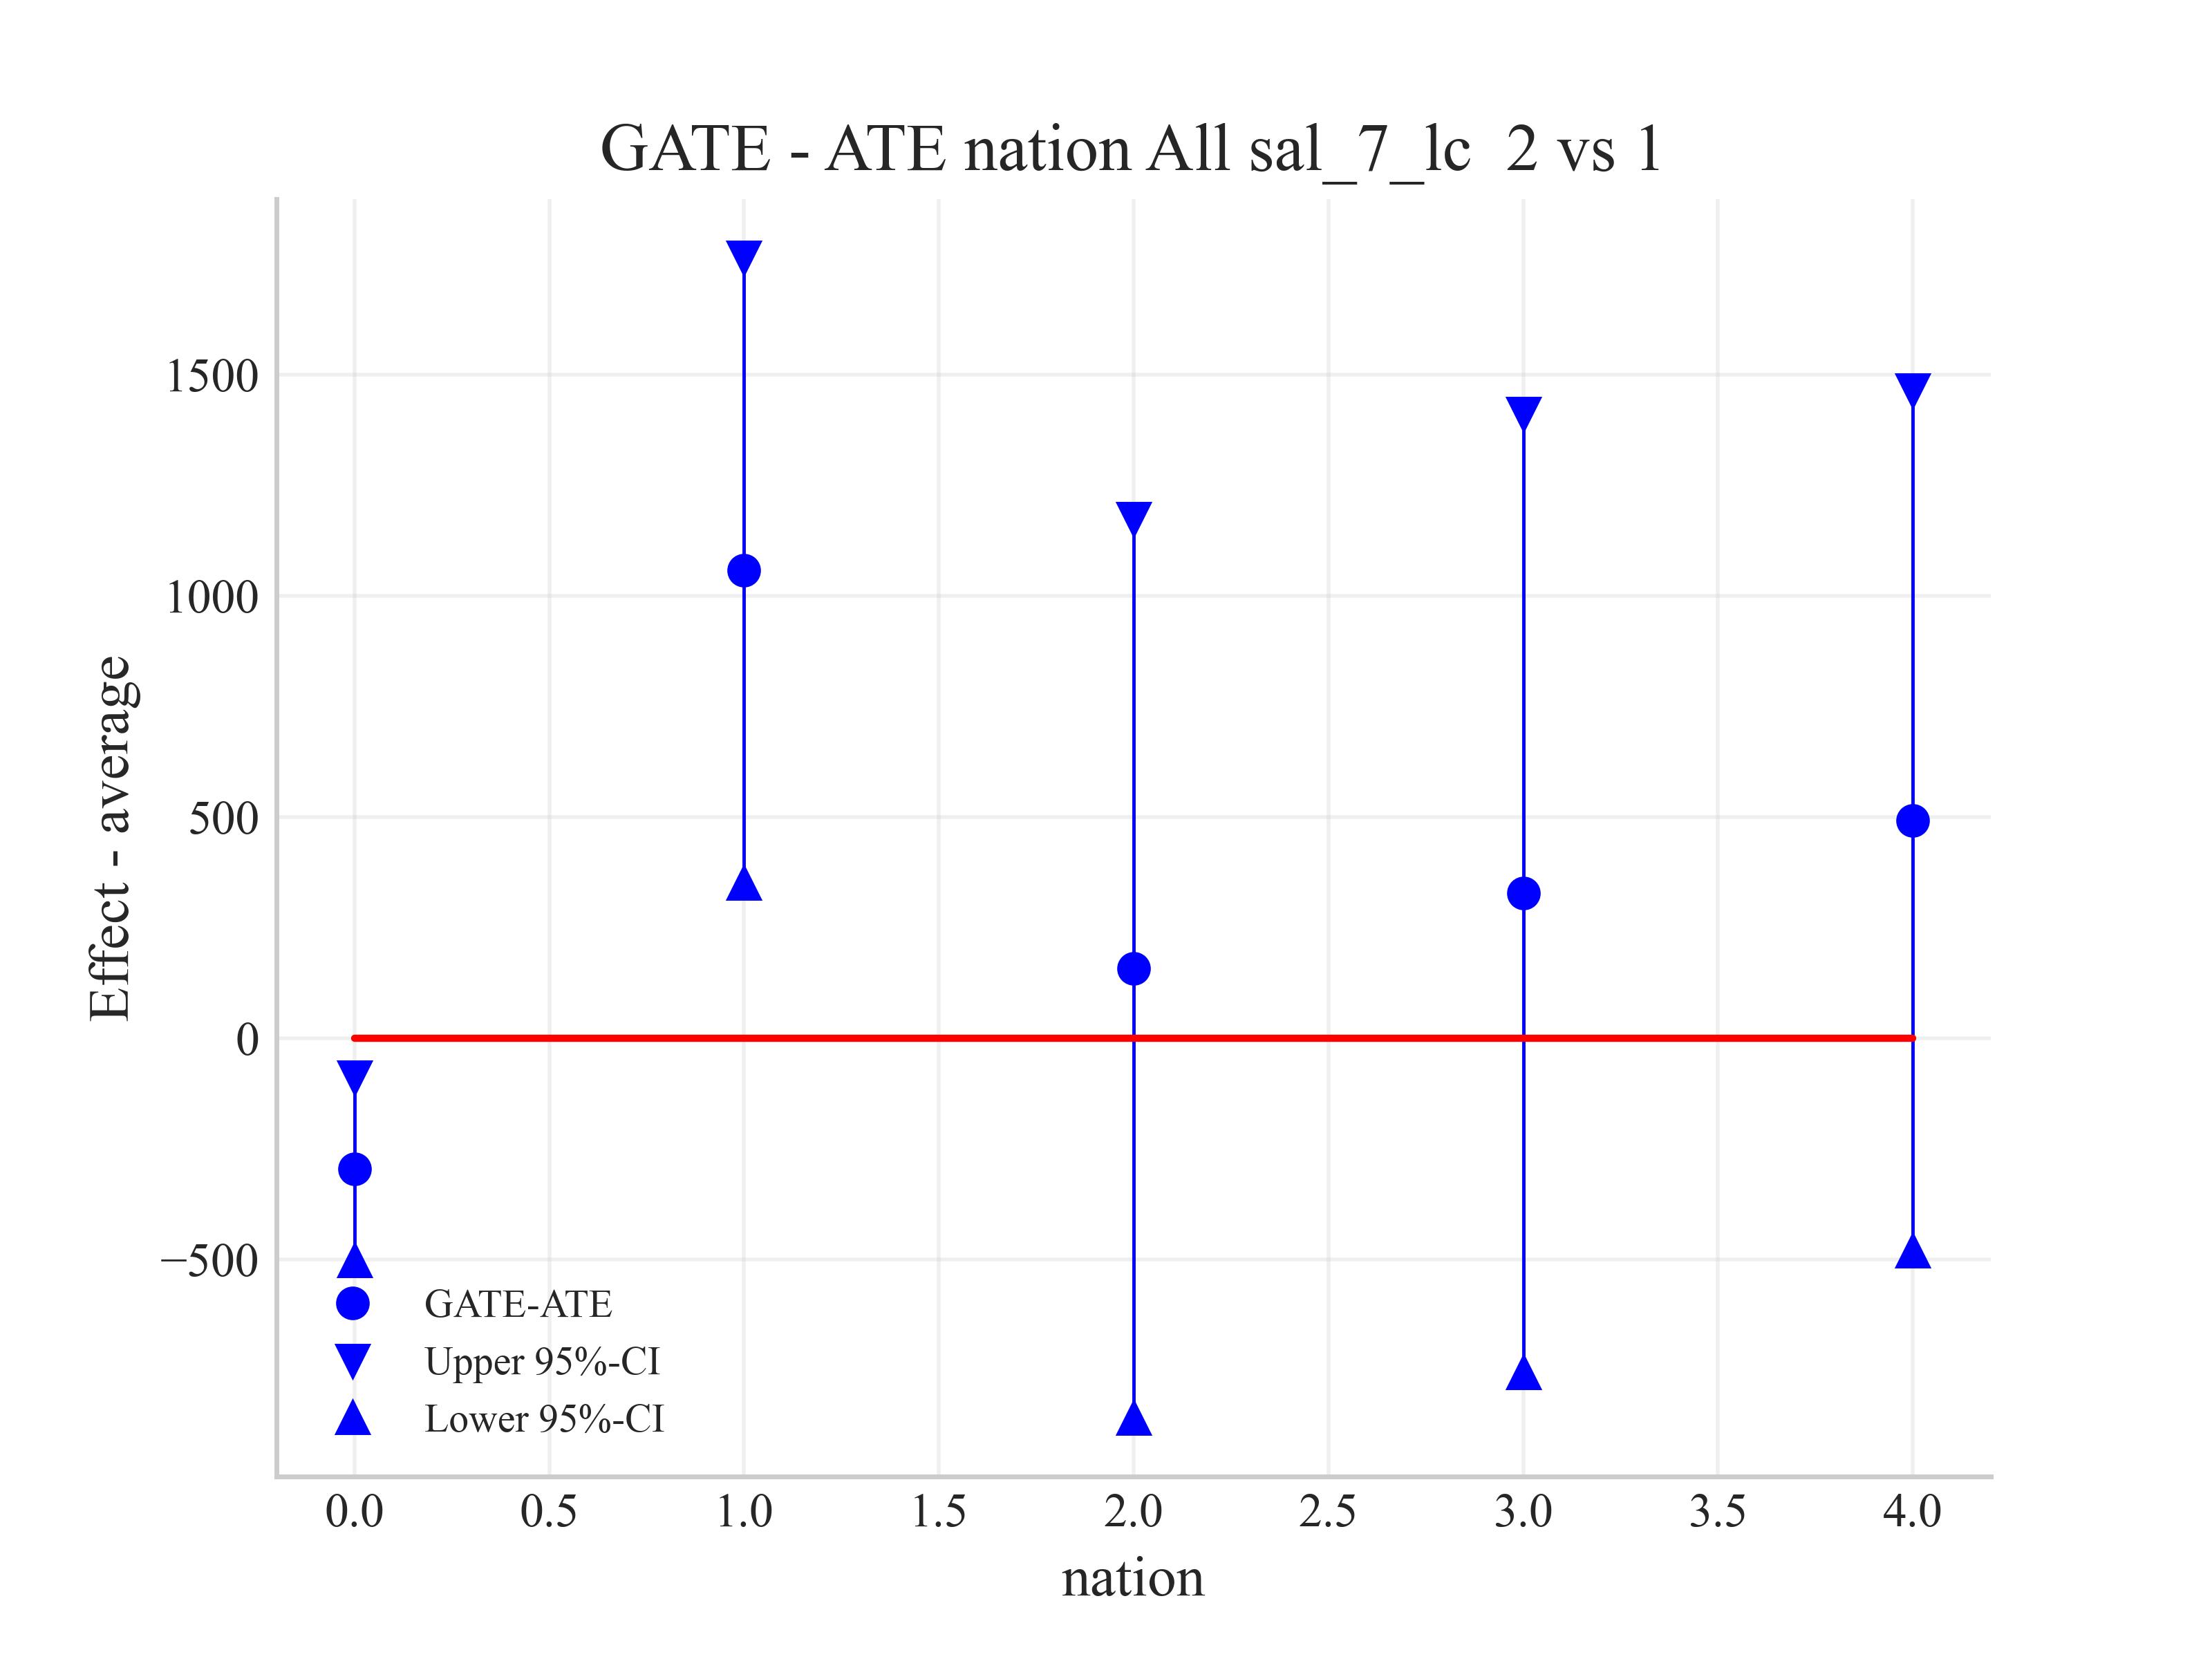 GATE - ATE nation All sal_7_lc 2 vs 1
Effect - average
1500
1000
500
0
−500
GATE-ATE
Upper 95%-CI
Lower 95%-CI
0.0 0.5 1.0 1.5 2.0 2.5 3.0 3.5 4.0
nation